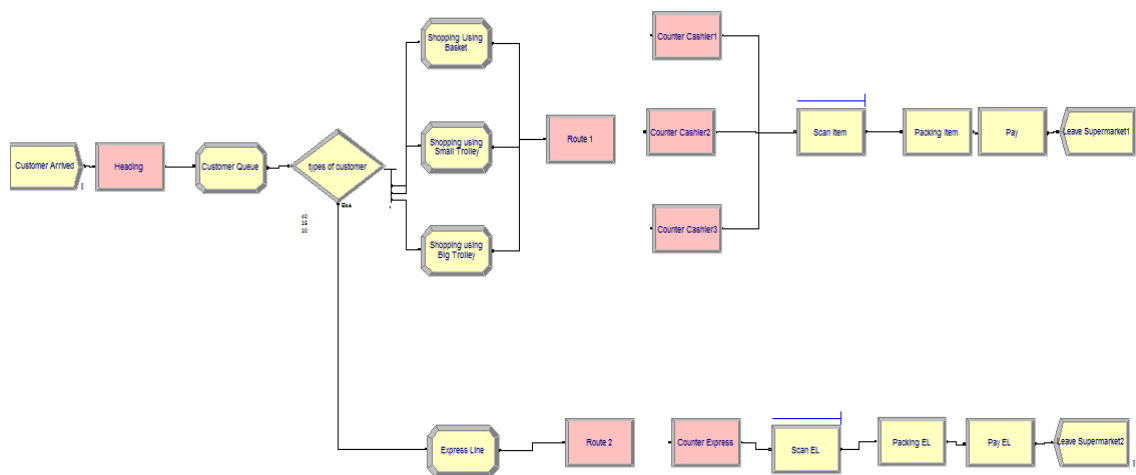 Customer Arrived
Heading
Customer Queue
types of customer
Else
Shopping Using
Basket
Shopping using
Small Trolley
Shopping using
Big Trolley
Route 1
Counter Cashier1
Counter Cashier2
Counter Cashier3
Scan Item
Packing Item
Pay
Leave Supermarket1
Express Line
Route 2
Counter Express
Scan EL
Packing EL
Pay EL
Leave Supermarket2